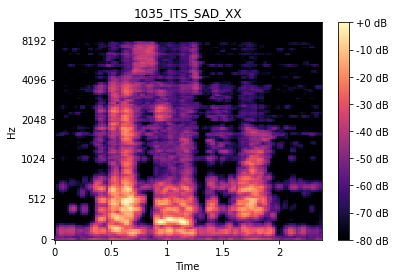 1035_ITS_SAD_XX
Hz
8192
4096
2048
1024
512
0
0
0.5
1
1.5
2
Time
+0 dB
-10 dB
-20 dB
-30 dB
-40 dB
-50 dB
-60 dB
-70 dB
-80 dB